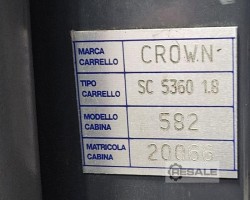 MARCA CARRELLO CROWN
TIPO CARRELLO SC 5360 1.8
MODELLO CABINA 582
MATRICOLA CABINA
RESALE